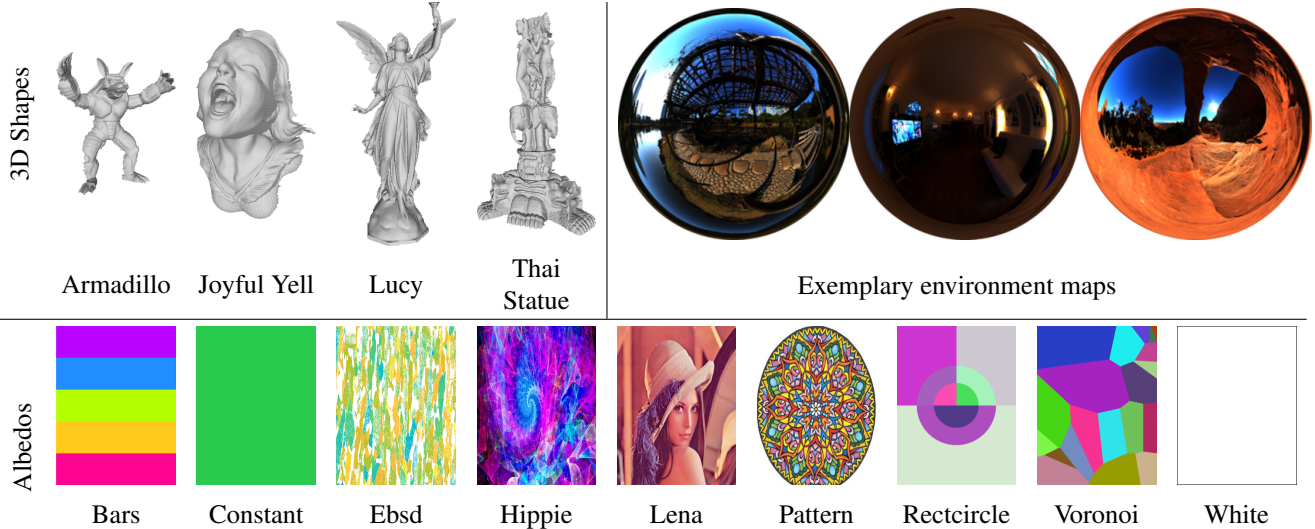 3D Shapes
Armadillo
Joyful Yell
Lucy
Thai
Statue
Exemplary environment maps
Albedos
Bars
Constant
Ebsd
Hippie
Lena
Pattern
Rectcircle
Voronoi
White